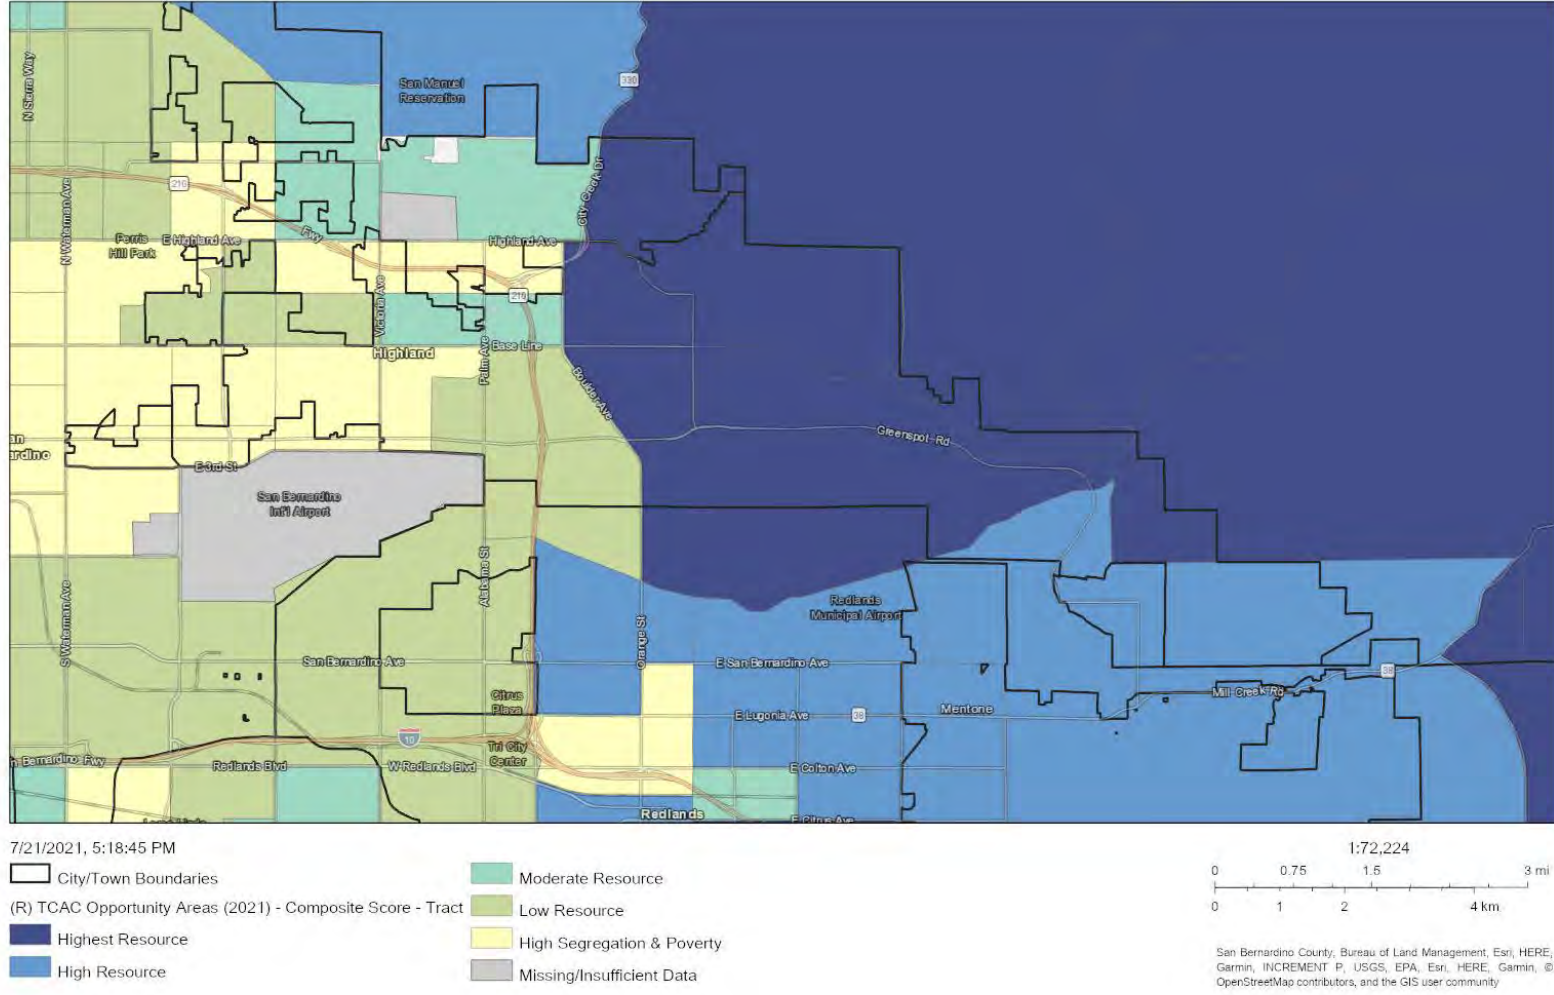 330
San Manuel
Reservation
N Sierra Way
City Creek Dr
N Waterman Ave
210
Perris
Hill Park
E Highland Ave
Fwy
Highland Ave
Victoria Ave
210
Highland
Palm Ave
Base Line
Boulder Ave
Greenspot Rd
E 3rd St
San Bernardino
Int'l Airport
Alabama St
S Waterman Ave
Orange St
Redlands
Municipal Airport
San Bernardino Ave
E San Bernardino Ave
38
Mill Creek Rd
Citrus
Plaza
E Lugonia Ave
38
Mentone
10
Tri City
Center
Redlands Blvd
W Redlands Blvd
E Colton Ave
Redlands
E Citrus Ave
7/21/2021, 5:18:45 PM
City/Town Boundaries
(R) TCAC Opportunity Areas (2021) - Composite Score - Tract
Highest Resource
High Resource
Moderate Resource
Low Resource
High Segregation & Poverty
Missing/Insufficient Data
1:72,224
0 0.75 1.5 3 mi
0 1 2 4 km
San Bernardino County, Bureau of Land Management, Esri, HERE,
Garmin, INCREMENT P, USGS, EPA, Esri, HERE, Garmin, ©
OpenStreetMap contributors, and the GIS user community